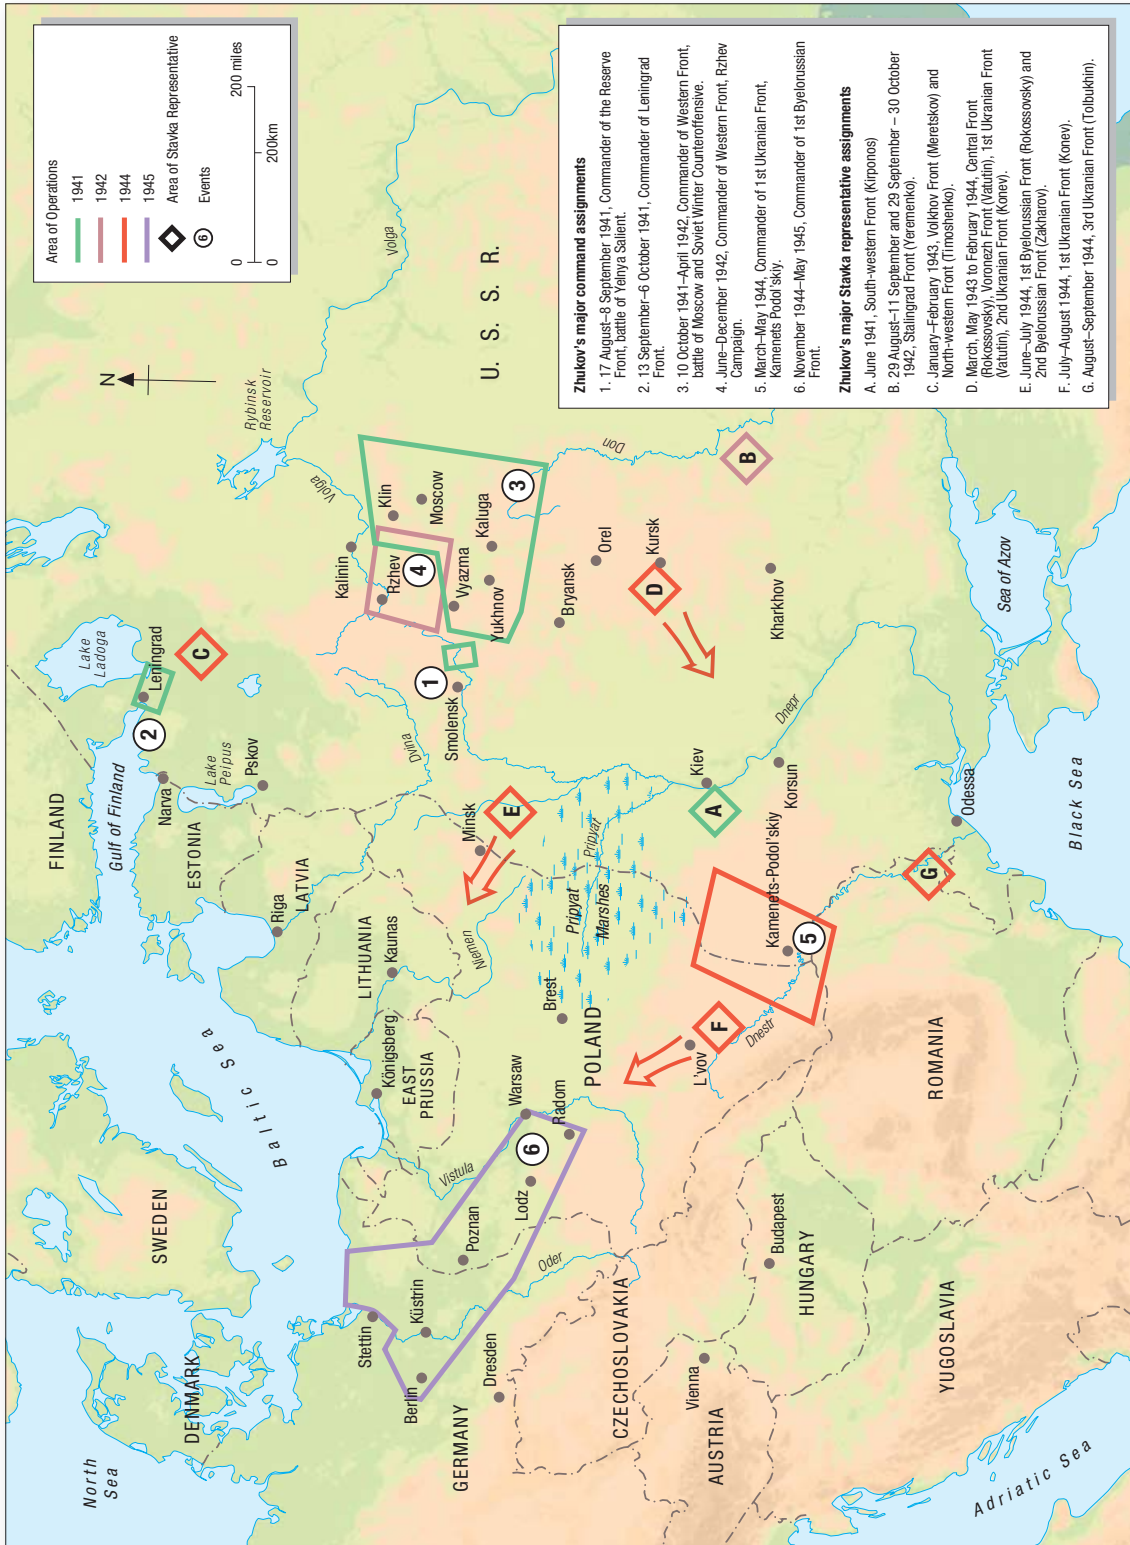 Area of Operations
1941
1942
1944
1945
Area of Stavka Representative
6 Events
0 200 miles
0 200km
N
Zhukov's major command assignments
1. 17 August–8 September 1941, Commander of the Reserve
Front, battle of Yelnya Salient.
2. 13 September–6 October 1941, Commander of Leningrad
Front.
3. 10 October 1941–April 1942, Commander of Western Front,
battle of Moscow and Soviet Winter Counteroffensive.
4. June–December 1942, Commander of Western Front, Rzhev
Campaign.
5. March–May 1944, Commander of 1st Ukranian Front,
Kamenets Podol'skiy.
6. November 1944–May 1945, Commander of 1st Byelorussian
Front.
Zhukov's major Stavka representative assignments
A. June 1941, South-western Front (Kirponos)
B. 29 August–11 September and 29 September – 30 October
1942, Stalingrad Front (Yeremenko).
C. January–February 1943, Volkhov Front (Meretskov) and
North-western Front (Timoshenko).
D. March, May 1943 to February 1944, Central Front
(Rokossovsky), Voronezh Front (Vatutin), 1st Ukranian Front
(Vatutin), 2nd Ukranian Front (Konev).
E. June–July 1944, 1st Byelorussian Front (Rokossovsky) and
2nd Byelorussian Front (Zakharov).
F. July–August 1944, 1st Ukranian Front (Konev).
G. August–September 1944, 3rd Ukranian Front (Tolbukhin).
North
Sea
DENMARK
SWEDEN
Baltic Sea
FINLAND
Gulf of Finland
Lake
Ladoga
Leningrad
2
C
Narva
Lake
Peipus
Pskov
ESTONIA
Riga
LATVIA
LITHUANIA
Kaunas
Königsberg
EAST
PRUSSIA
Rybinsk
Reservoir
Volga
Volga
U. S. S. R.
Kalinin
Klin
Moscow
Rzhev
4
Vyazma
Kaluga
Yukhnov
3
1
Smolensk
Dvina
Minsk
E
Niemen
Bryansk
Orel
Kursk
D
Don
B
Kharkhov
Pripyat
Pripyat
Marshes
Brest
POLAND
Warsaw
Radom
6
Lodz
Vistula
Poznan
Oder
Stettin
Küstrin
Berlin
Dresden
GERMANY
CZECHOSLOVAKIA
Kiev
A
Korsun
Dnepr
Kamenets-Podol'skiy
5
F
L'vov
Dnestr
G
Odessa
Sea of Azov
Black Sea
ROMANIA
Budapest
HUNGARY
Vienna
AUSTRIA
YUGOSLAVIA
Adriatic Sea